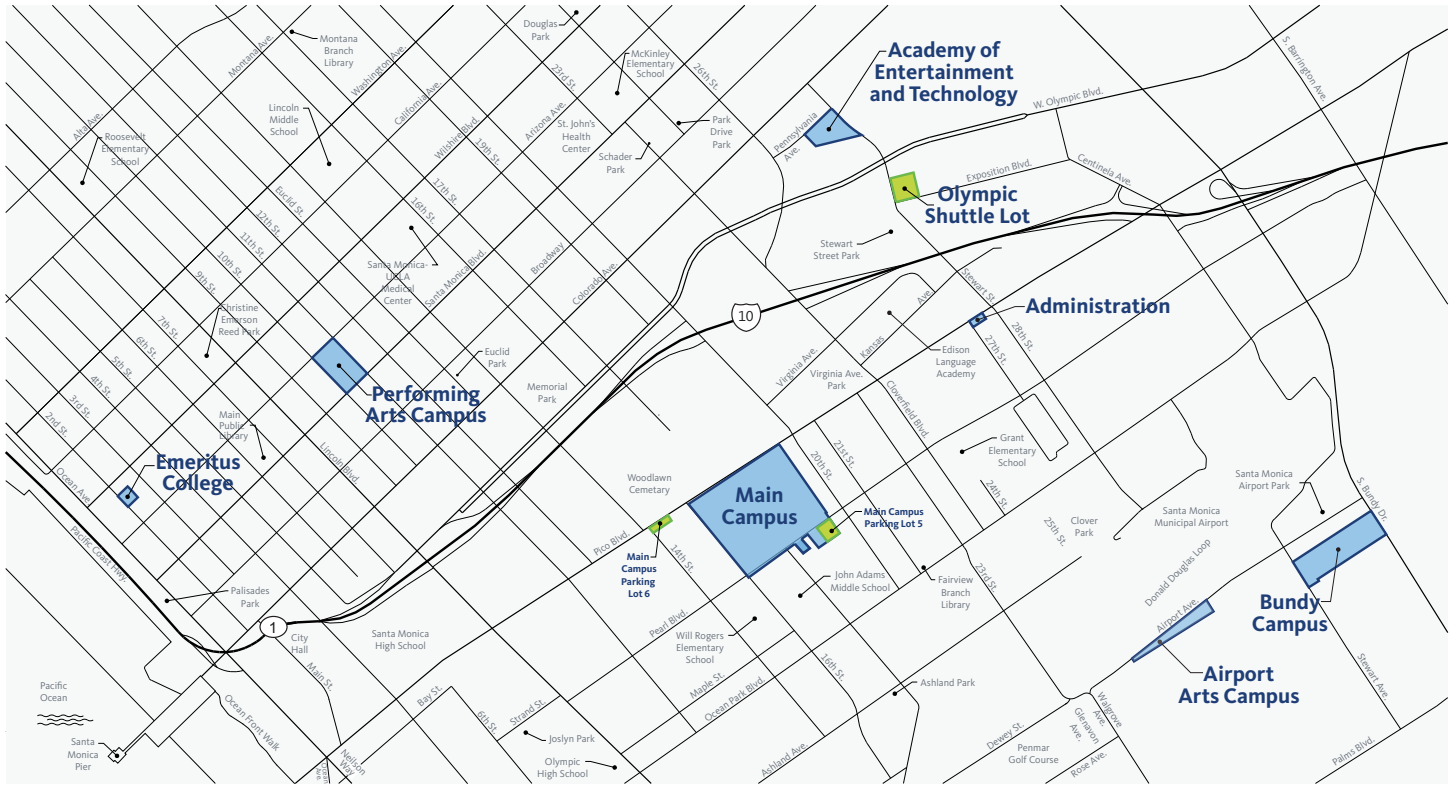 Douglas
Park
Montana
Branch
Library
Montana Ave.
Washington Ave.
McKinley
Elementary
School
23rd St.
26th St.
Academy of
Entertainment
and Technology
S. Barrington Ave.
W. Olympic Blvd.
California Ave.
Lincoln
Middle
School
Arizona Ave.
St. John's
Health
Center
Park
Drive
Park
Pennsylvania
Ave.
Alta Ave.
Roosevelt
Elementary
School
Wilshire Blvd.
19th St.
Schader
Park
Exposition Blvd.
Centinela Ave.
Olympic
Shuttle Lot
Euclid St.
17th St.
16th St.
12th St.
11th St.
10th St.
9th St.
Santa Monica-
UCLA
Medical
Center
Santa Monica Blvd.
Broadway
Colorado Ave.
Stewart
Street Park
Stewart St.
Christine
Emerson
Reed Park
7th St.
6th St.
5th St.
4th St.
3rd St.
2nd St.
10
Administration
28th St.
27th St.
Kansas
Ave.
Edison
Language
Academy
Virginia Ave.
Virginia Ave.
Park
Euclid
Park
Memorial
Park
Performing
Arts Campus
Cloverfield Blvd.
Main
Public
Library
Lincoln Blvd.
Emeritus
College
Ocean Ave.
Pacific Coast Hwy.
Woodlawn
Cemetary
Main
Campus
20th St.
21st St.
Grant
Elementary
School
24th St.
25th St.
Santa Monica
Airport Park
S. Bundy Dr.
Main Campus
Parking Lot 5
Clover
Park
Santa Monica
Municipal Airport
Pico Blvd.
Main
Campus
Parking
Lot 6
14th St.
John Adams
Middle School
Fairview
Branch
Library
23rd St.
Donald Douglas Loop
Airport Ave.
Bundy
Campus
Palisades
Park
1
City
Hall
Santa Monica
High School
Pearl Blvd.
Will Rogers
Elementary
School
16th St.
Maple St.
Ocean Park Blvd.
Ashland Park
Airport
Arts Campus
Stewart Ave
Main St.
Bay St.
6th St.
Strand St.
Joslyn Park
Olympic
High School
Ashland Ave.
Dewey St.
Walgrove
Ave.
Glenavon
Ave.
Penmar
Golf Course
Rose Ave.
Palms Blvd.
Pacific
Ocean
Santa
Monica
Pier
Ocean Front Walk
Neilson
Way
Ocean
Ave.